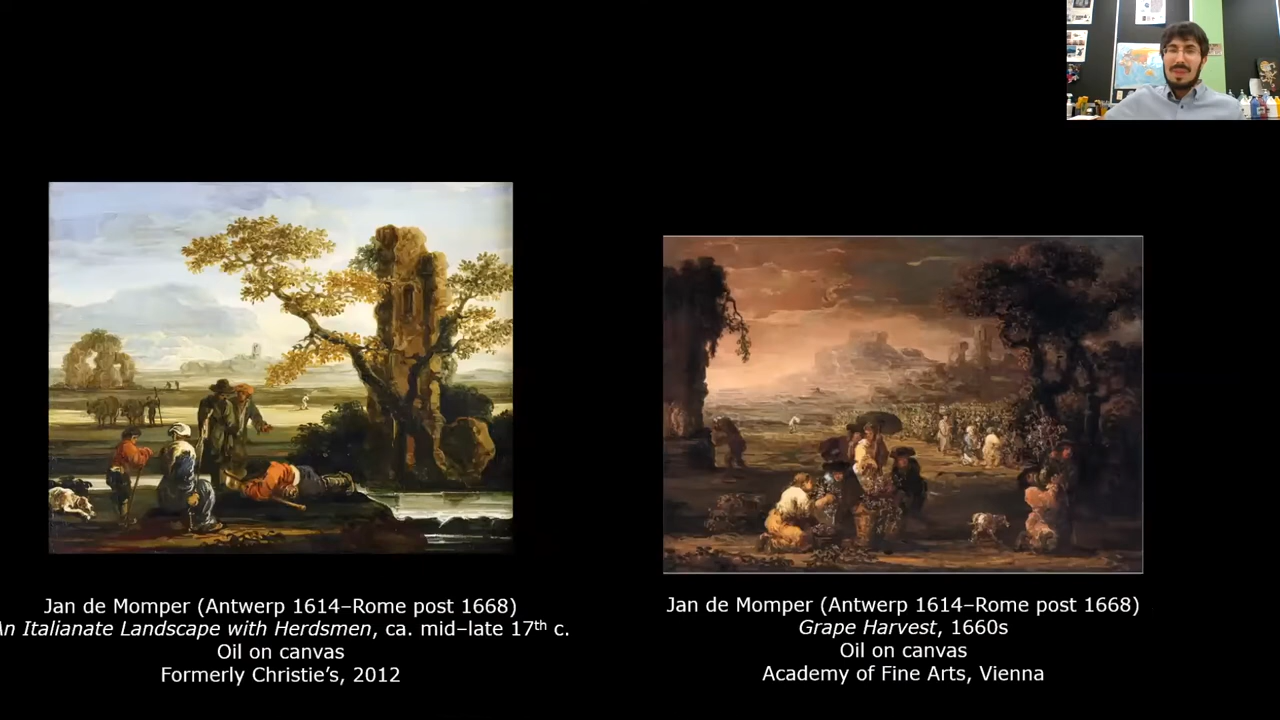 Jan de Momper (Antwerp 1614–Rome post 1668)
An Italianate Landscape with Herdsmen, ca. mid–late 17th c.
Oil on canvas
Formerly Christie’s, 2012
Jan de Momper (Antwerp 1614–Rome post 1668)
Grape Harvest, 1660s
Oil on canvas
Academy of Fine Arts, Vienna